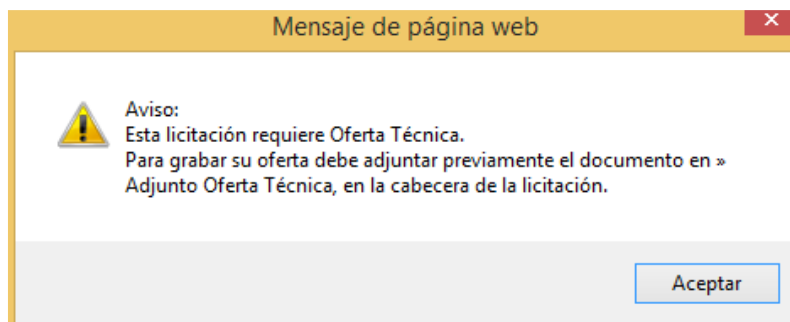 Mensaje de página web
Aviso:
Esta licitación requiere Oferta Técnica.
Para grabar su oferta debe adjuntar previamente el documento en »
Adjunto Oferta Técnica, en la cabecera de la licitación.
Aceptar